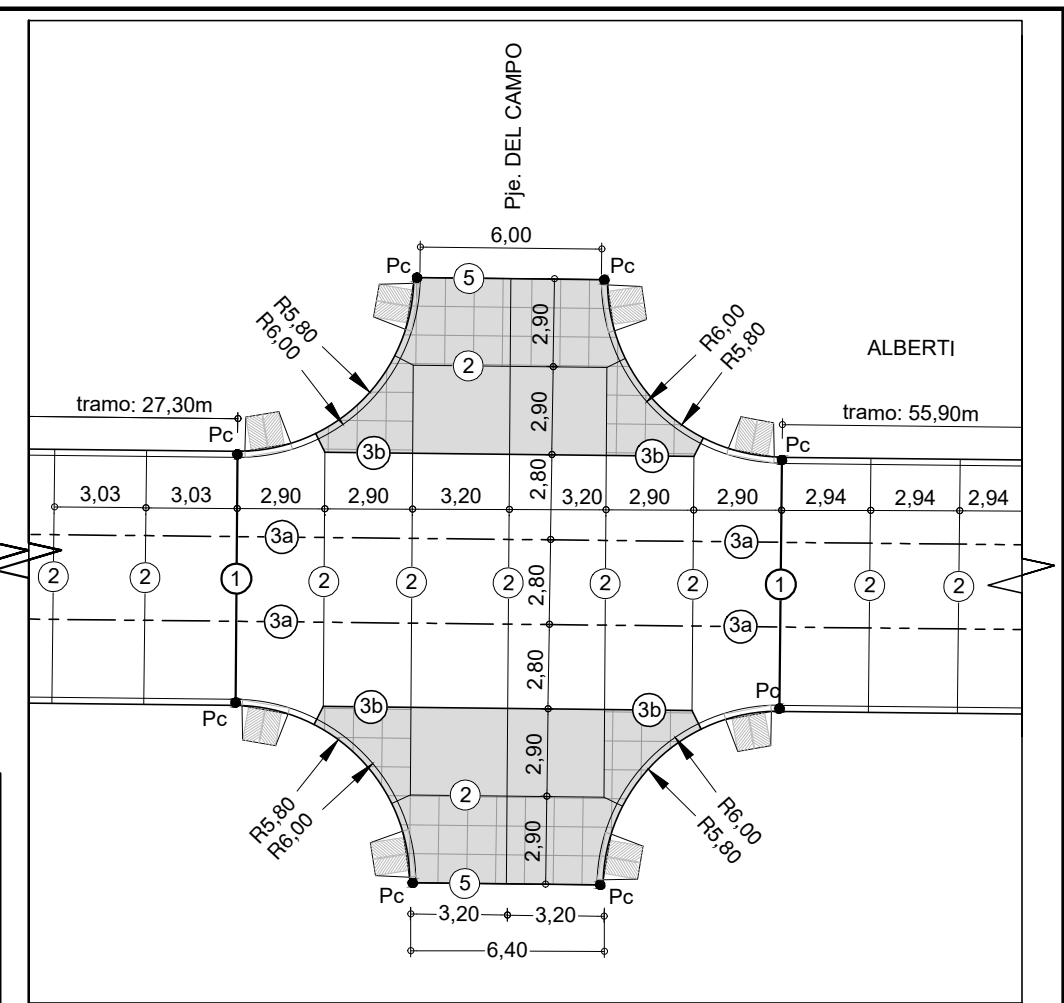 Pje. DEL CAMPO
6,00
Pc
5
Pc
R5,80
R6,00
2,90
R6,00
R5,80
ALBERTI
2
tramo: 27,30m
2,90
tramo: 55,90m
Pc
Pc
3b
3b
2,80
3,03
3,03
2,90
2,90
3,20
3,20
2,90
2,90
2,94
2,94
2,94
3a
3a
2
2
1
2
2
2
2
2
1
2
2
2,80
3a
3a
2,80
Pc
3b
3b
Pc
2,90
2
R5,80
R6,00
2,90
R6,00
R5,80
Pc
5
Pc
3,20
3,20
6,40